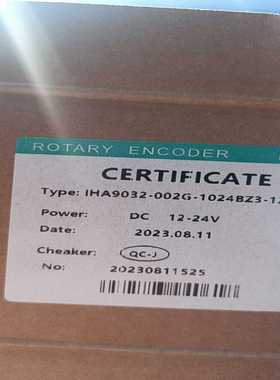 ROTARY ENCODER
CERTIFICATE
Type: IHA9032-002G-1024BZ3-12
Power: DC 12-24V
Date: 2023.08.11
Cheaker: QC-J
No: 20230811525